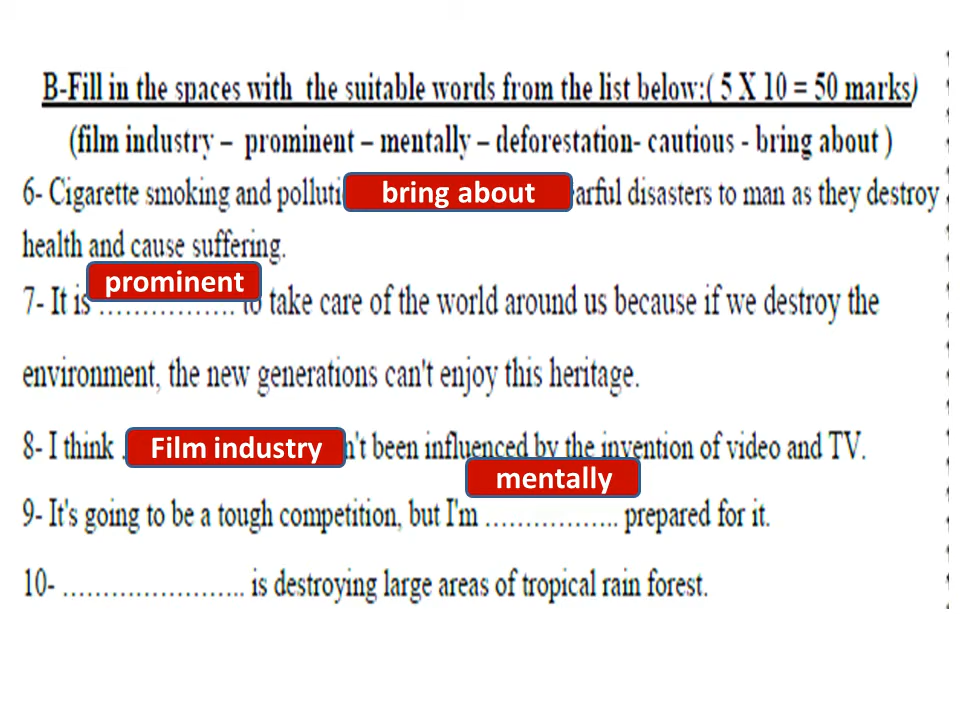 B-Fill in the spaces with the suitable words from the list below:( 5 X 10 = 50 marks)
(film industry – prominent – mentally – deforestation- cautious - bring about )
6- Cigarette smoking and polluti bring about arful disasters to man as they destroy
health and cause suffering.
prominent
7- It is ................. to take care of the world around us because if we destroy the
environment, the new generations can't enjoy this heritage.
8- I think . Film industry n't been influenced by the invention of video and TV.
mentally
9- It's going to be a tough competition, but I'm ................. prepared for it.
10- ...................... is destroying large areas of tropical rain forest.